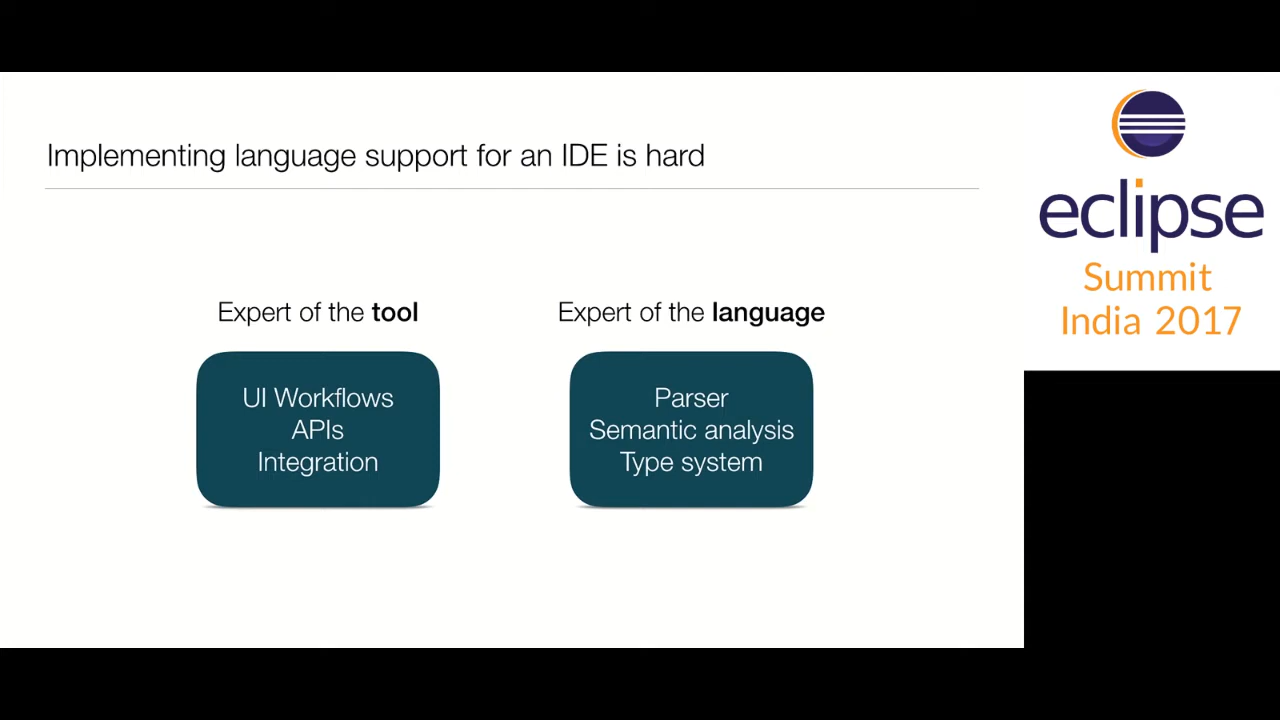 Implementing language support for an IDE is hard
Expert of the tool
UI Workflows
APIs
Integration
Expert of the language
Parser
Semantic analysis
Type system
eclipse
Summit
India 2017